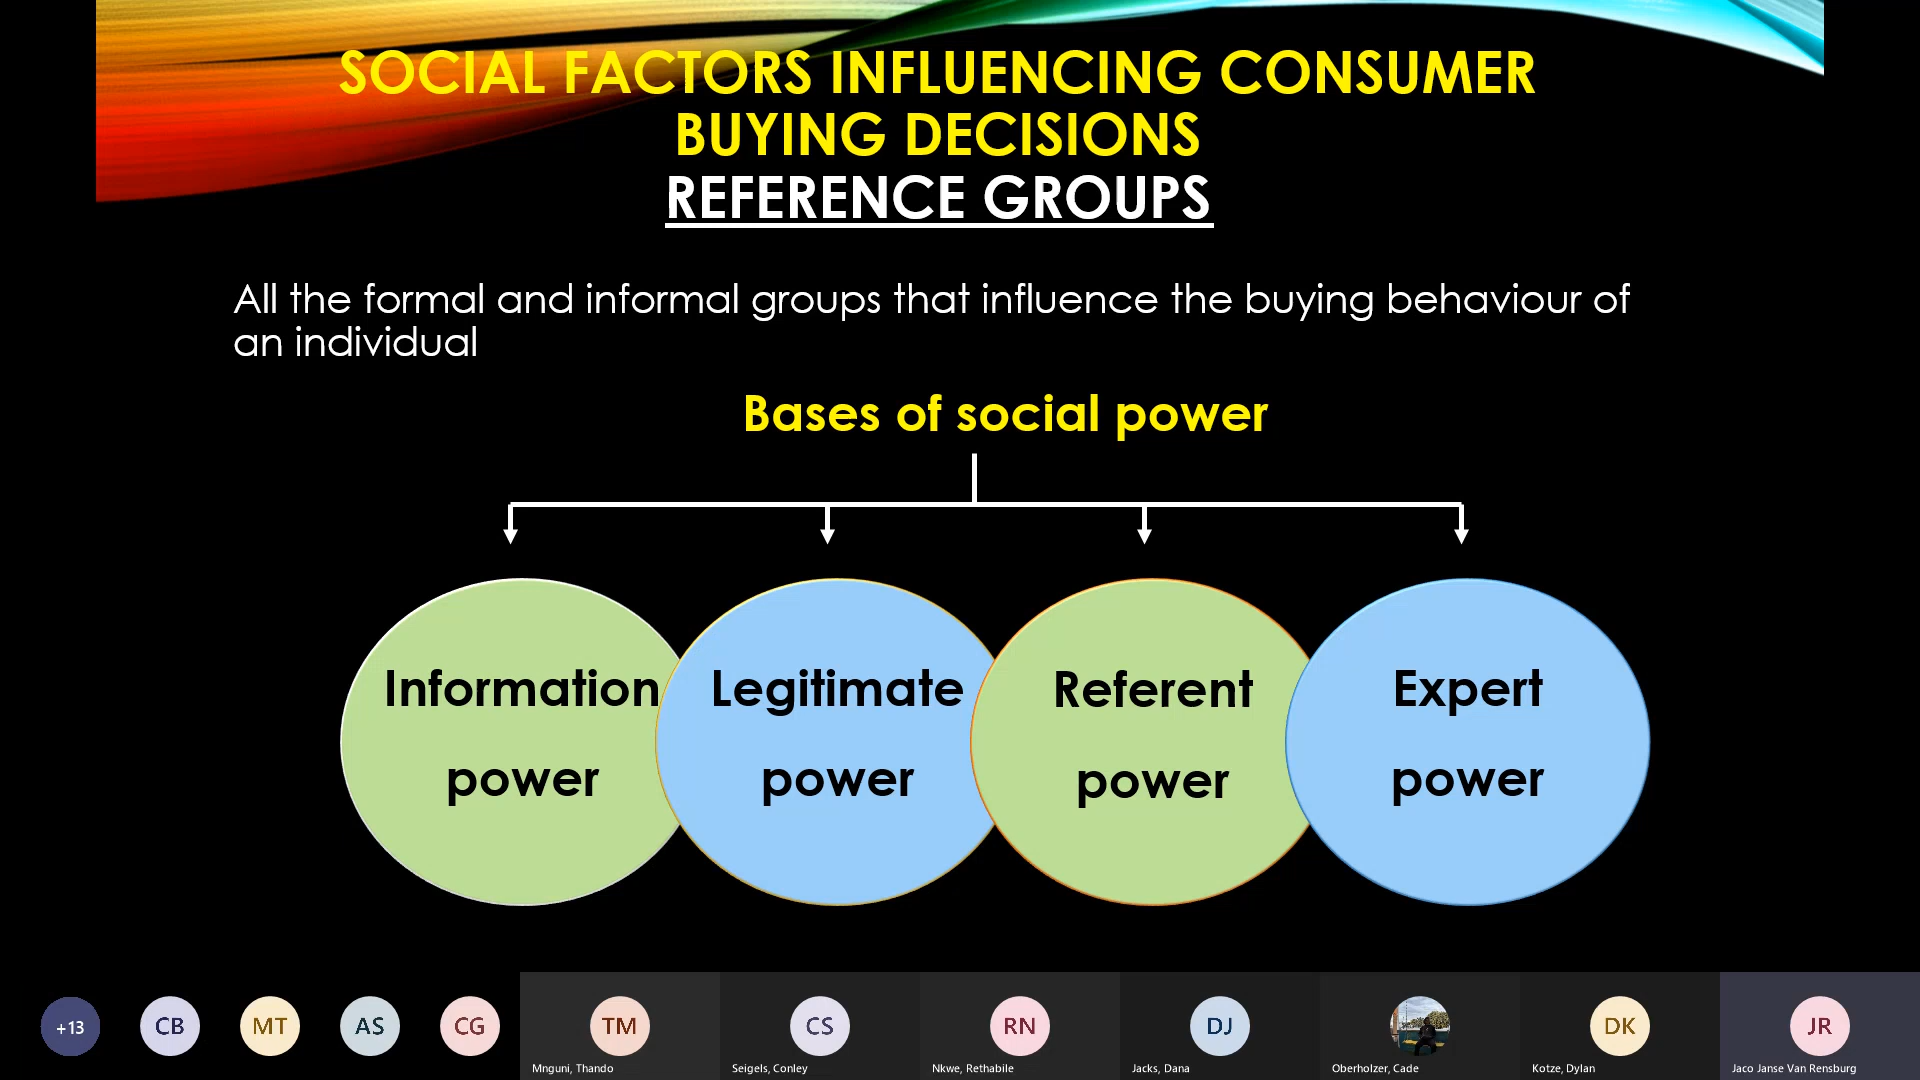 SOCIAL FACTORS INFLUENCING CONSUMER
BUYING DECISIONS
REFERENCE GROUPS
All the formal and informal groups that influence the buying behaviour of
an individual
Bases of social power
Information
power
Legitimate
power
Referent
power
Expert
power
+13
CB
MT
AS
CG
TM
Mnguni, Thando
CS
Seigels, Conley
RN
Nkwe, Rethabile
DJ
Jacks, Dana
Oberholzer, Cade
DK
Kotze, Dylan
JR
Jaco Janse Van Rensburg